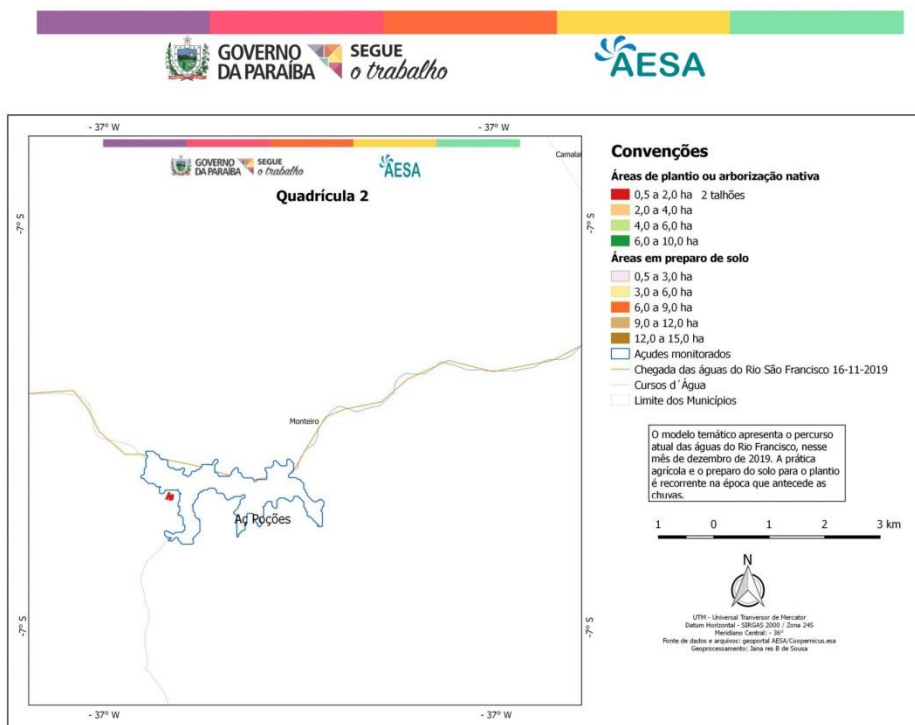 GOVERNO
DA PARAÍBA
SEGUE
o trabalho
AESA
- 37° W
- 37° W
GOVERNO
DA PARAÍBA
SEGUE
o trabalho
AESA
Camalaú
Quadrícula 2
-7° S
-7° S
Monteiro
Aç Poções
-7° S
-7° S
- 37° W
- 37° W
Convenções
Áreas de plantio ou arborização nativa
0,5 a 2,0 ha 2 talhões
2,0 a 4,0 ha
4,0 a 6,0 ha
6,0 a 10,0 ha
Áreas em preparo de solo
0,5 a 3,0 ha
3,0 a 6,0 ha
6,0 a 9,0 ha
9,0 a 12,0 ha
12,0 a 15,0 ha
Açudes monitorados
Chegada das águas do Rio São Francisco 16-11-2019
Cursos d´Água
Limite dos Municípios
O modelo temático apresenta o percurso
atual das águas do Rio Francisco, nesse
mês de dezembro de 2019. A prática
agrícola e o preparo do solo para o plantio
é recorrente na época que antecede as
chuvas.
1 0 1 2 3 km
N
UTM - Universal Tranversor de Mercator
Datum Horizontal - SIRGAS 2000 / Zona 24S
Meridiano Central: - 36°
Fonte de dados e arquivos: geoportal AESA/Coopernicus.esa
Geoprocessamento: Jana res B de Sousa